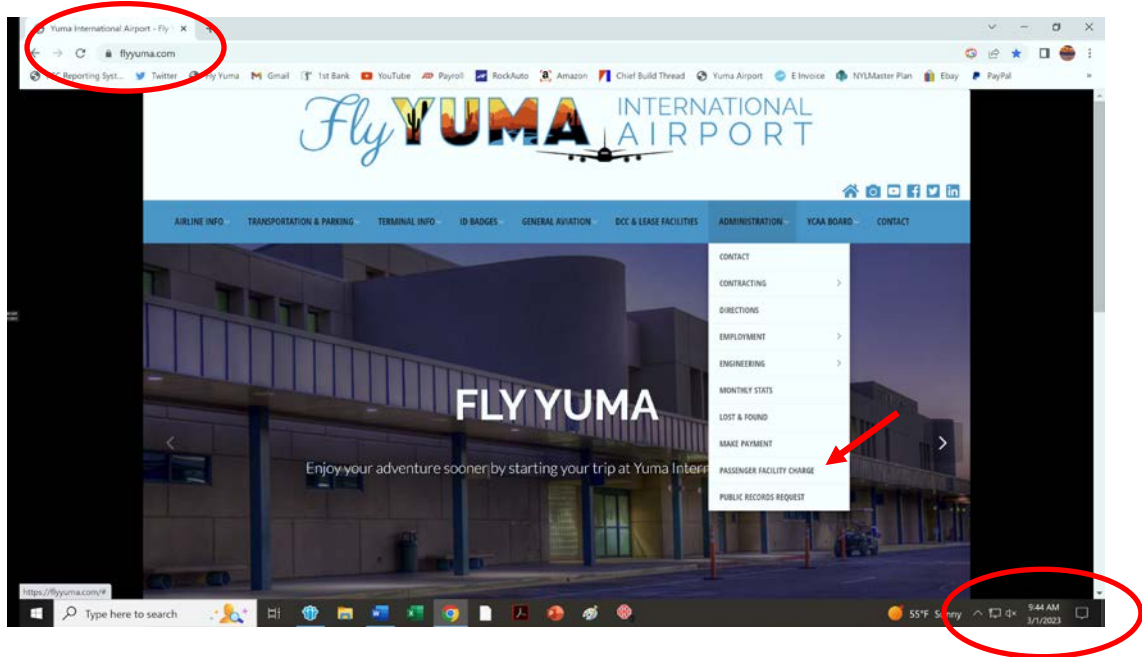 Yuma International Airport - Fly
flyyuma.com
Reporting Syst... Twitter Fly Yuma Gmail 1st Bank YouTube Payroll RockAuto Amazon Chief Build Thread Yuma Airport E Invoice NYLMaster Plan Ebay PayPal »
Fly YUMA INTERNATIONAL
AIRPORT
AIRLINE INFO TRANSPORTATION & PARKING TERMINAL INFO ID BADGES GENERAL AVIATION DCC & LEASE FACILITIES ADMINISTRATION YCAA BOARD CONTACT
CONTACT
CONTRACTING
DIRECTIONS
EMPLOYMENT
ENGINEERING
MONTHLY STATS
LOST & FOUND
MAKE PAYMENT
PASSENGER FACILITY CHARGE
PUBLIC RECORDS REQUEST
FLY YUMA
Enjoy your adventure sooner by starting your trip at Yuma Intern
https://flyyuma.com/#
Type here to search
55°F Sunny
9:44 AM
3/1/2023